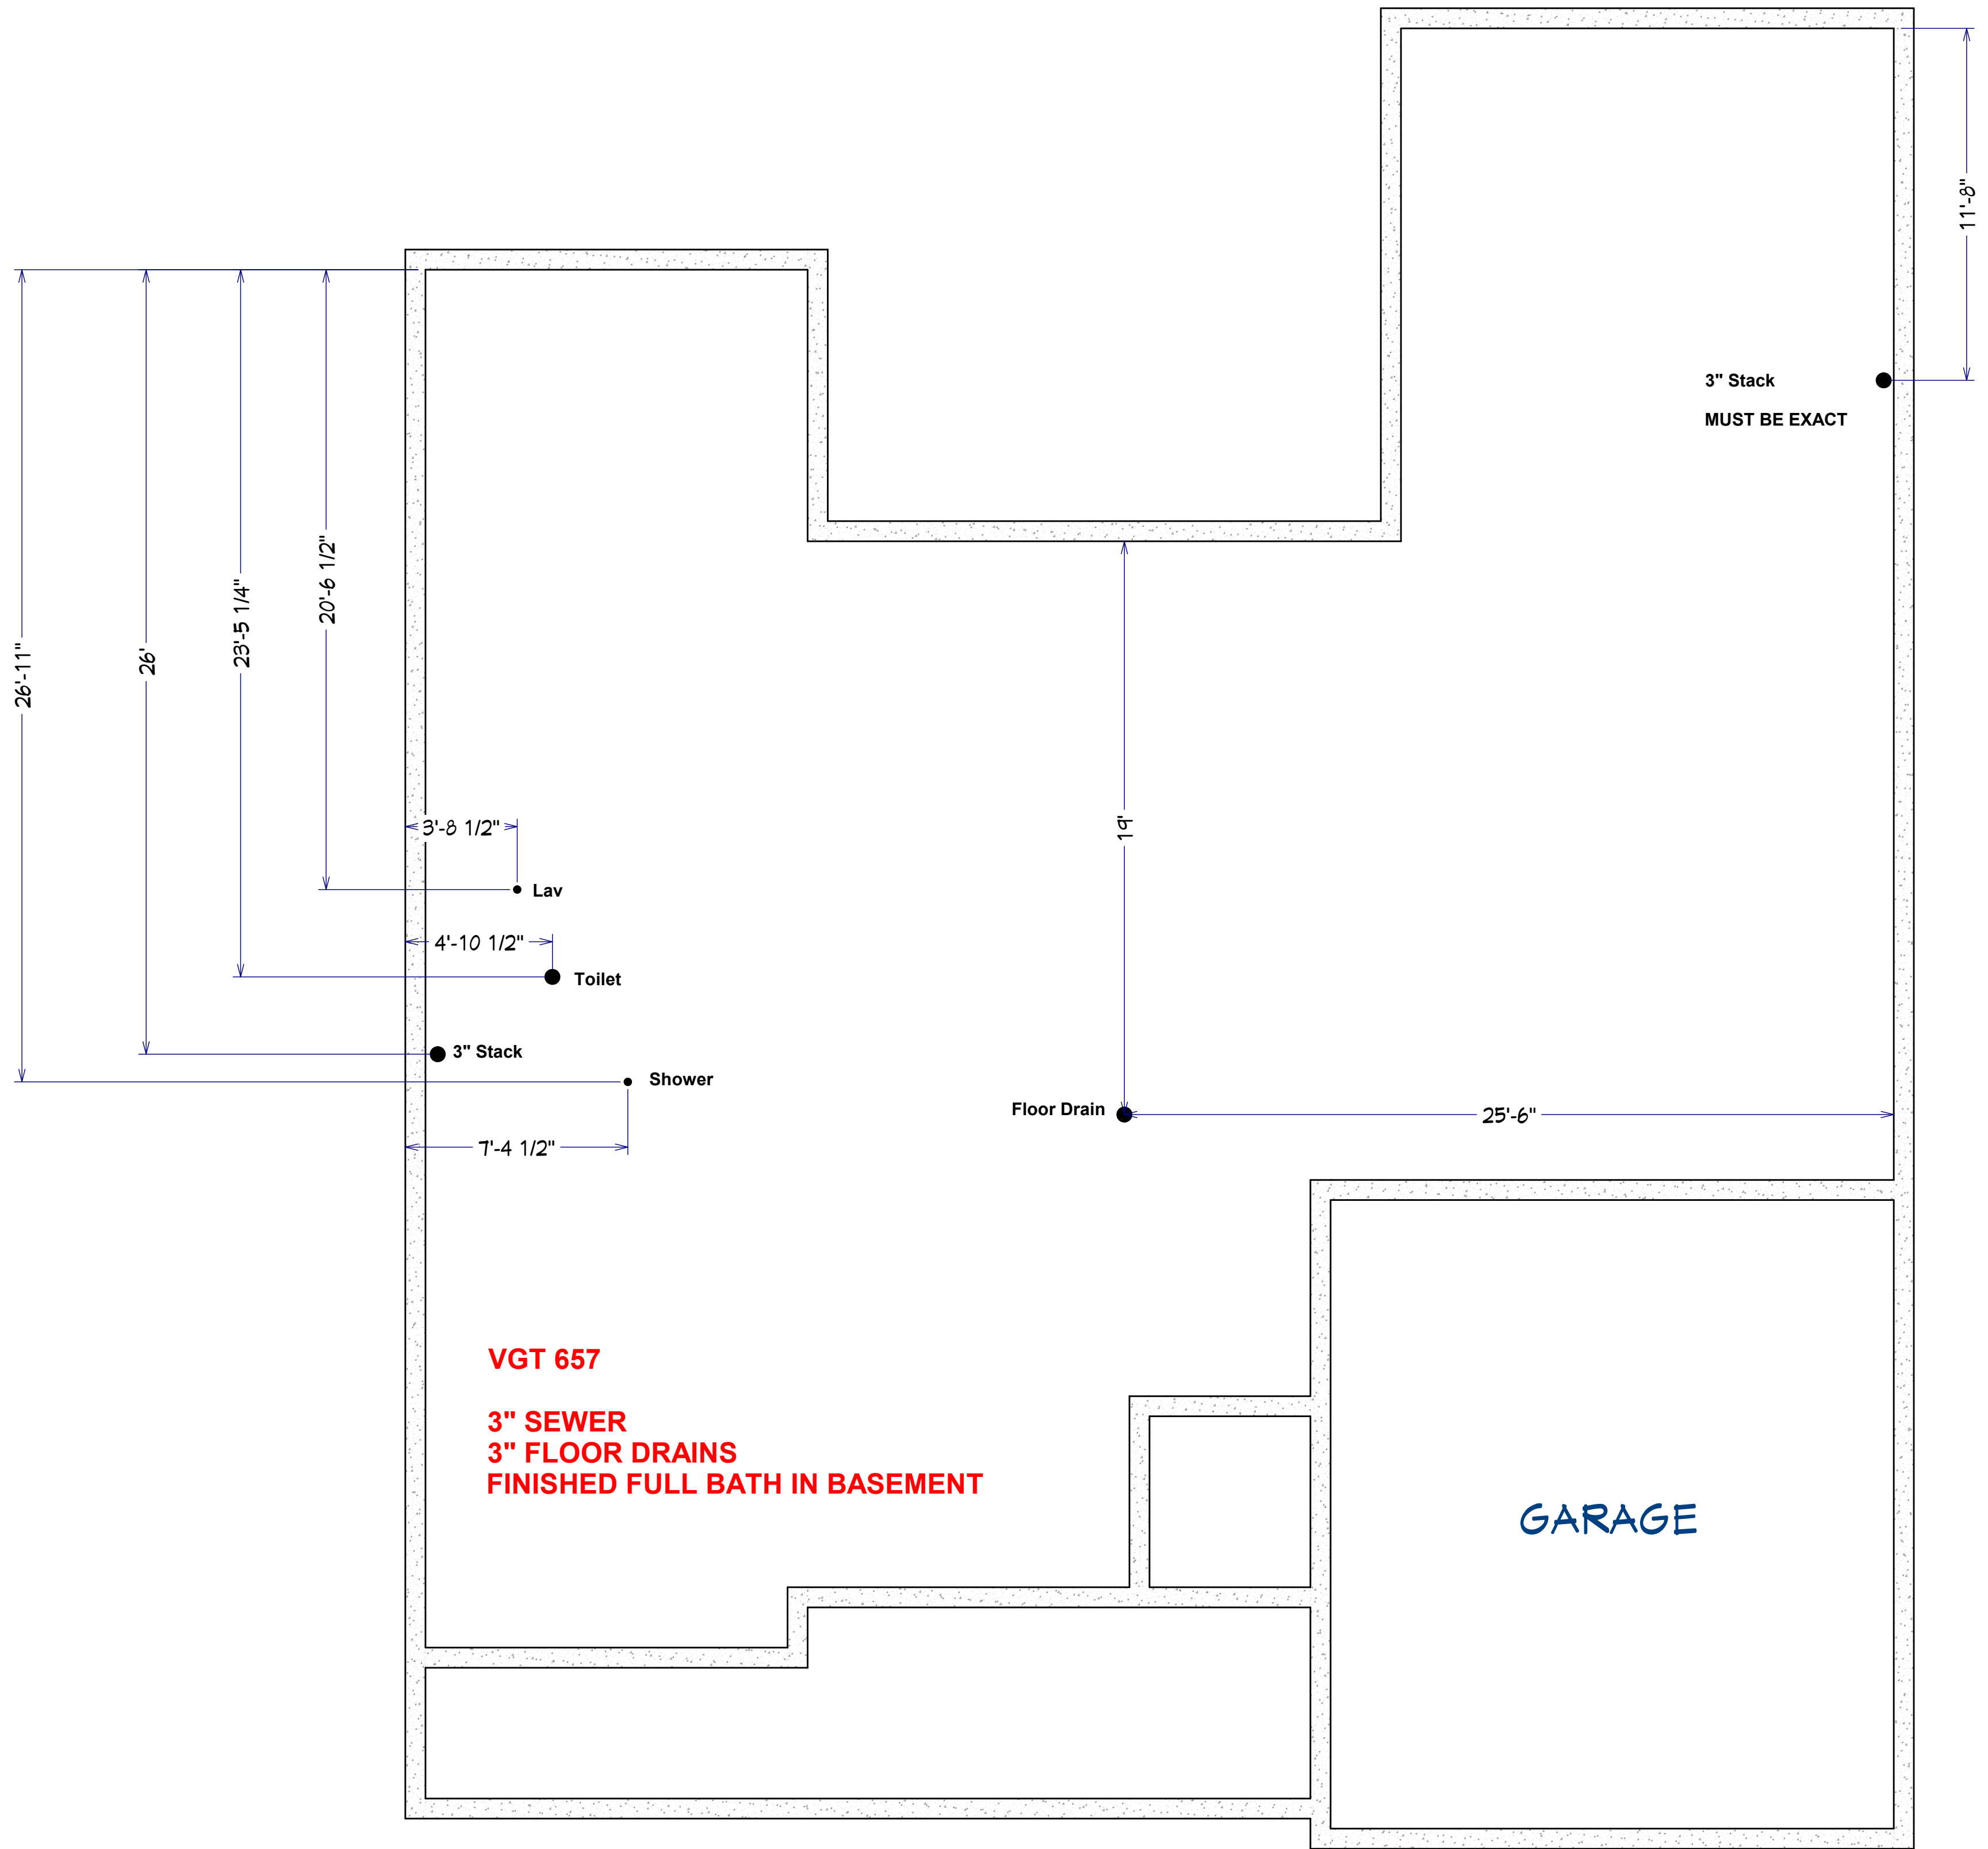 11'-8"
3" Stack
MUST BE EXACT
20'-6 1/2"
23'-5 1/4"
26'
26'-11"
3'-8 1/2"
19'
Lav
4'-10 1/2"
Toilet
3" Stack
Shower
Floor Drain
25'-6"
7'-4 1/2"
VGT 657
3" SEWER
3" FLOOR DRAINS
FINISHED FULL BATH IN BASEMENT
GARAGE